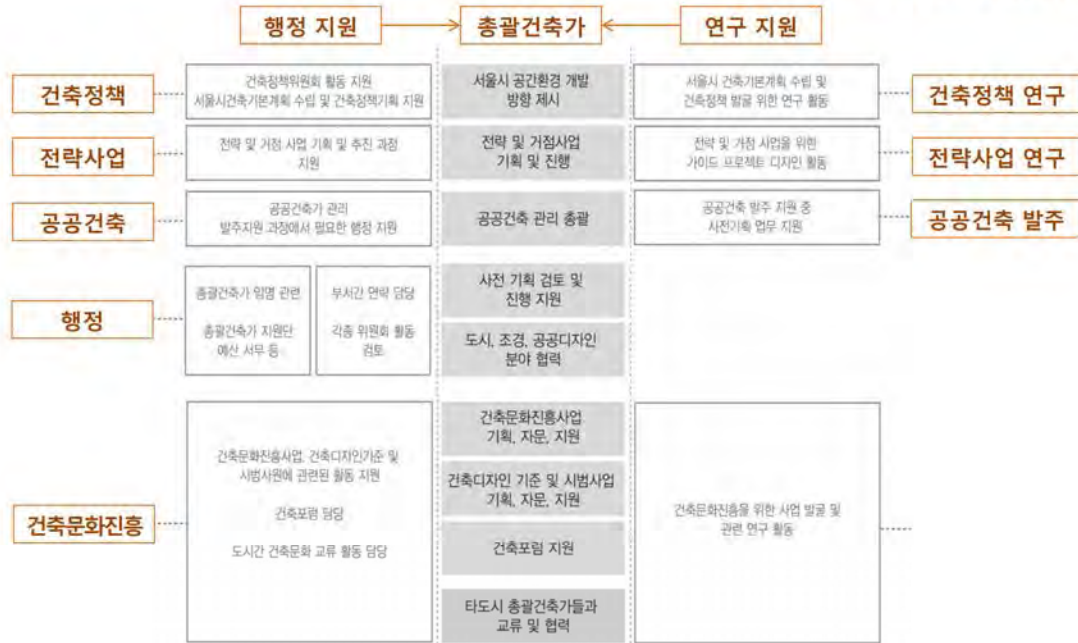 행정 지원
총괄건축가
연구 지원
건축정책
건축정책위원회 활동 지원
서울시건축기본계획 수립 및 건축정책기획 지원
서울시 공간환경 개발
방향 제시
서울시 건축기본계획 수립 및
건축정책 발굴을 위한 연구 활동
건축정책 연구
전략사업
전략 및 거점 사업 기획 및 추진 과정
지원
전략 및 거점사업
기획 및 진행
전략 및 거점 사업을 위한
가이드 프로젝트 디자인 활동
전략사업 연구
공공건축
공공건축가 관리
발주지원 과정에서 필요한 행정 지원
공공건축 관리 총괄
공공건축 발주 지원 중
사전기획 업무 지원
공공건축 발주
행정
총괄건축가 임명 관련
총괄건축가 지원단
예산 서무 등
부서간 연락 담당
각종 위원회 활동
검토
사전 기획 검토 및
진행 지원
도시, 조경, 공공디자인
분야 협력
건축문화진흥
건축문화진흥사업, 건축디자인기준 및
시범사원에 관련된 활동 지원
건축포럼 담당
도시간 건축문화 교류 활동 담당
건축문화진흥사업
기획, 자문, 지원
건축디자인 기준 및 시범사업
기획, 자문, 지원
건축포럼 지원
타도시 총괄건축가들과
교류 및 협력
건축문화진흥을 위한 사업 발굴 및
관련 연구 활동